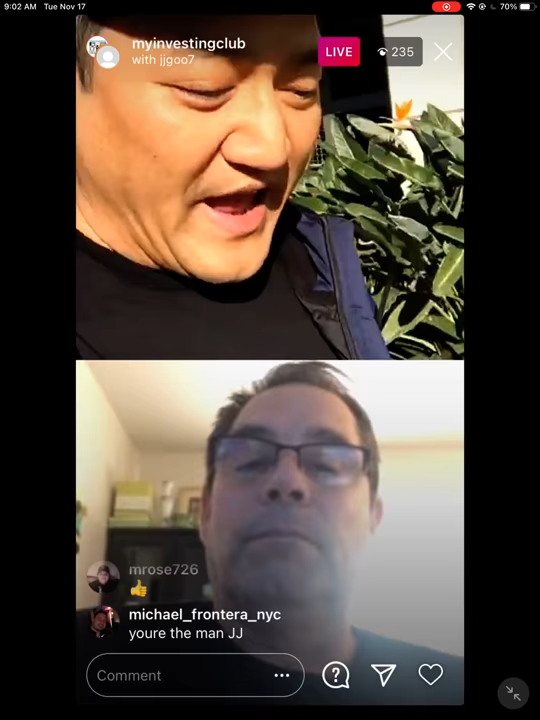 9:02 AM Tue Nov 17
70%
myinvestingclub
with jjgoo7
LIVE
235
mrose726
michael_frontera_nyc
youre the man JJ
Comment